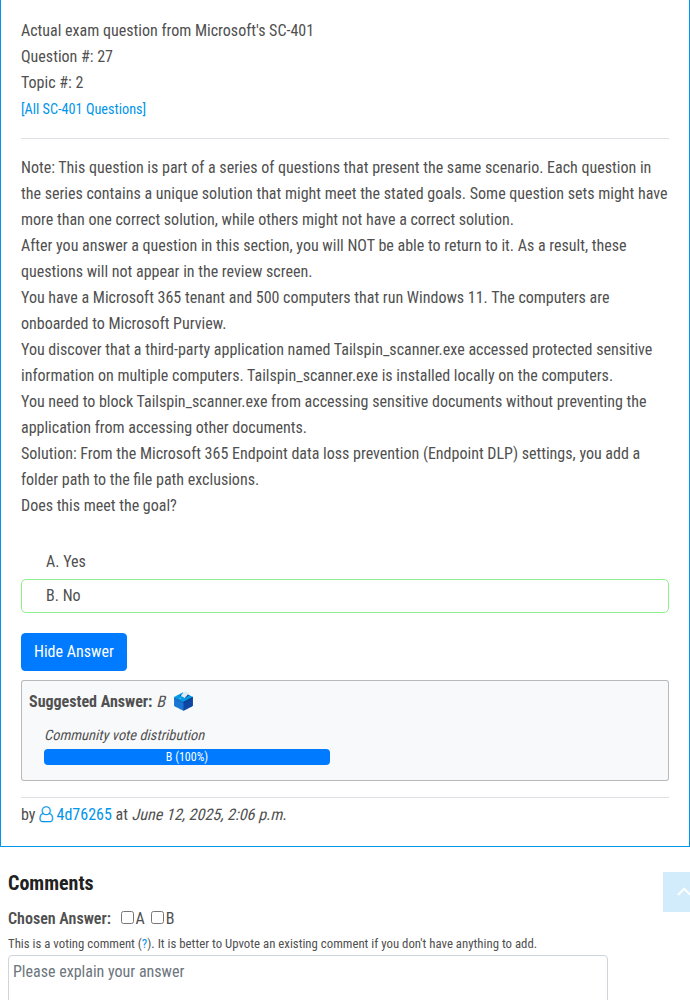 Actual exam question from Microsoft's SC-401
Question #: 27
Topic #: 2
[All SC-401 Questions]
Note: This question is part of a series of questions that present the same scenario. Each question in
the series contains a unique solution that might meet the stated goals. Some question sets might have
more than one correct solution, while others might not have a correct solution.
After you answer a question in this section, you will NOT be able to return to it. As a result, these
questions will not appear in the review screen.
You have a Microsoft 365 tenant and 500 computers that run Windows 11. The computers are
onboarded to Microsoft Purview.
You discover that a third-party application named Tailspin_scanner.exe accessed protected sensitive
information on multiple computers. Tailspin_scanner.exe is installed locally on the computers.
You need to block Tailspin_scanner.exe from accessing sensitive documents without preventing the
application from accessing other documents.
Solution: From the Microsoft 365 Endpoint data loss prevention (Endpoint DLP) settings, you add a
folder path to the file path exclusions.
Does this meet the goal?
A. Yes
B. No
Hide Answer
Suggested Answer: B
Community vote distribution
B (100%)
by 4d76265 at June 12, 2025, 2:06 p.m.
Comments
Chosen Answer: A B
This is a voting comment (?). It is better to Upvote an existing comment if you don't have anything to add.
Please explain your answer